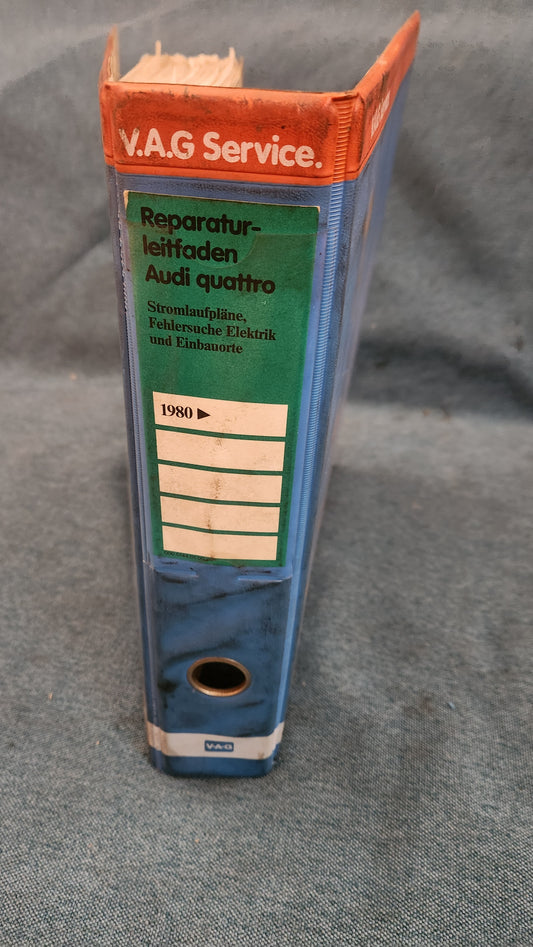 V.A.G Service.
Reparatur-
leitfaden
Audi quattro
Stromlaufpläne,
Fehlersuche Elektrik
und Einbauorte
1980 ►
V·A·G